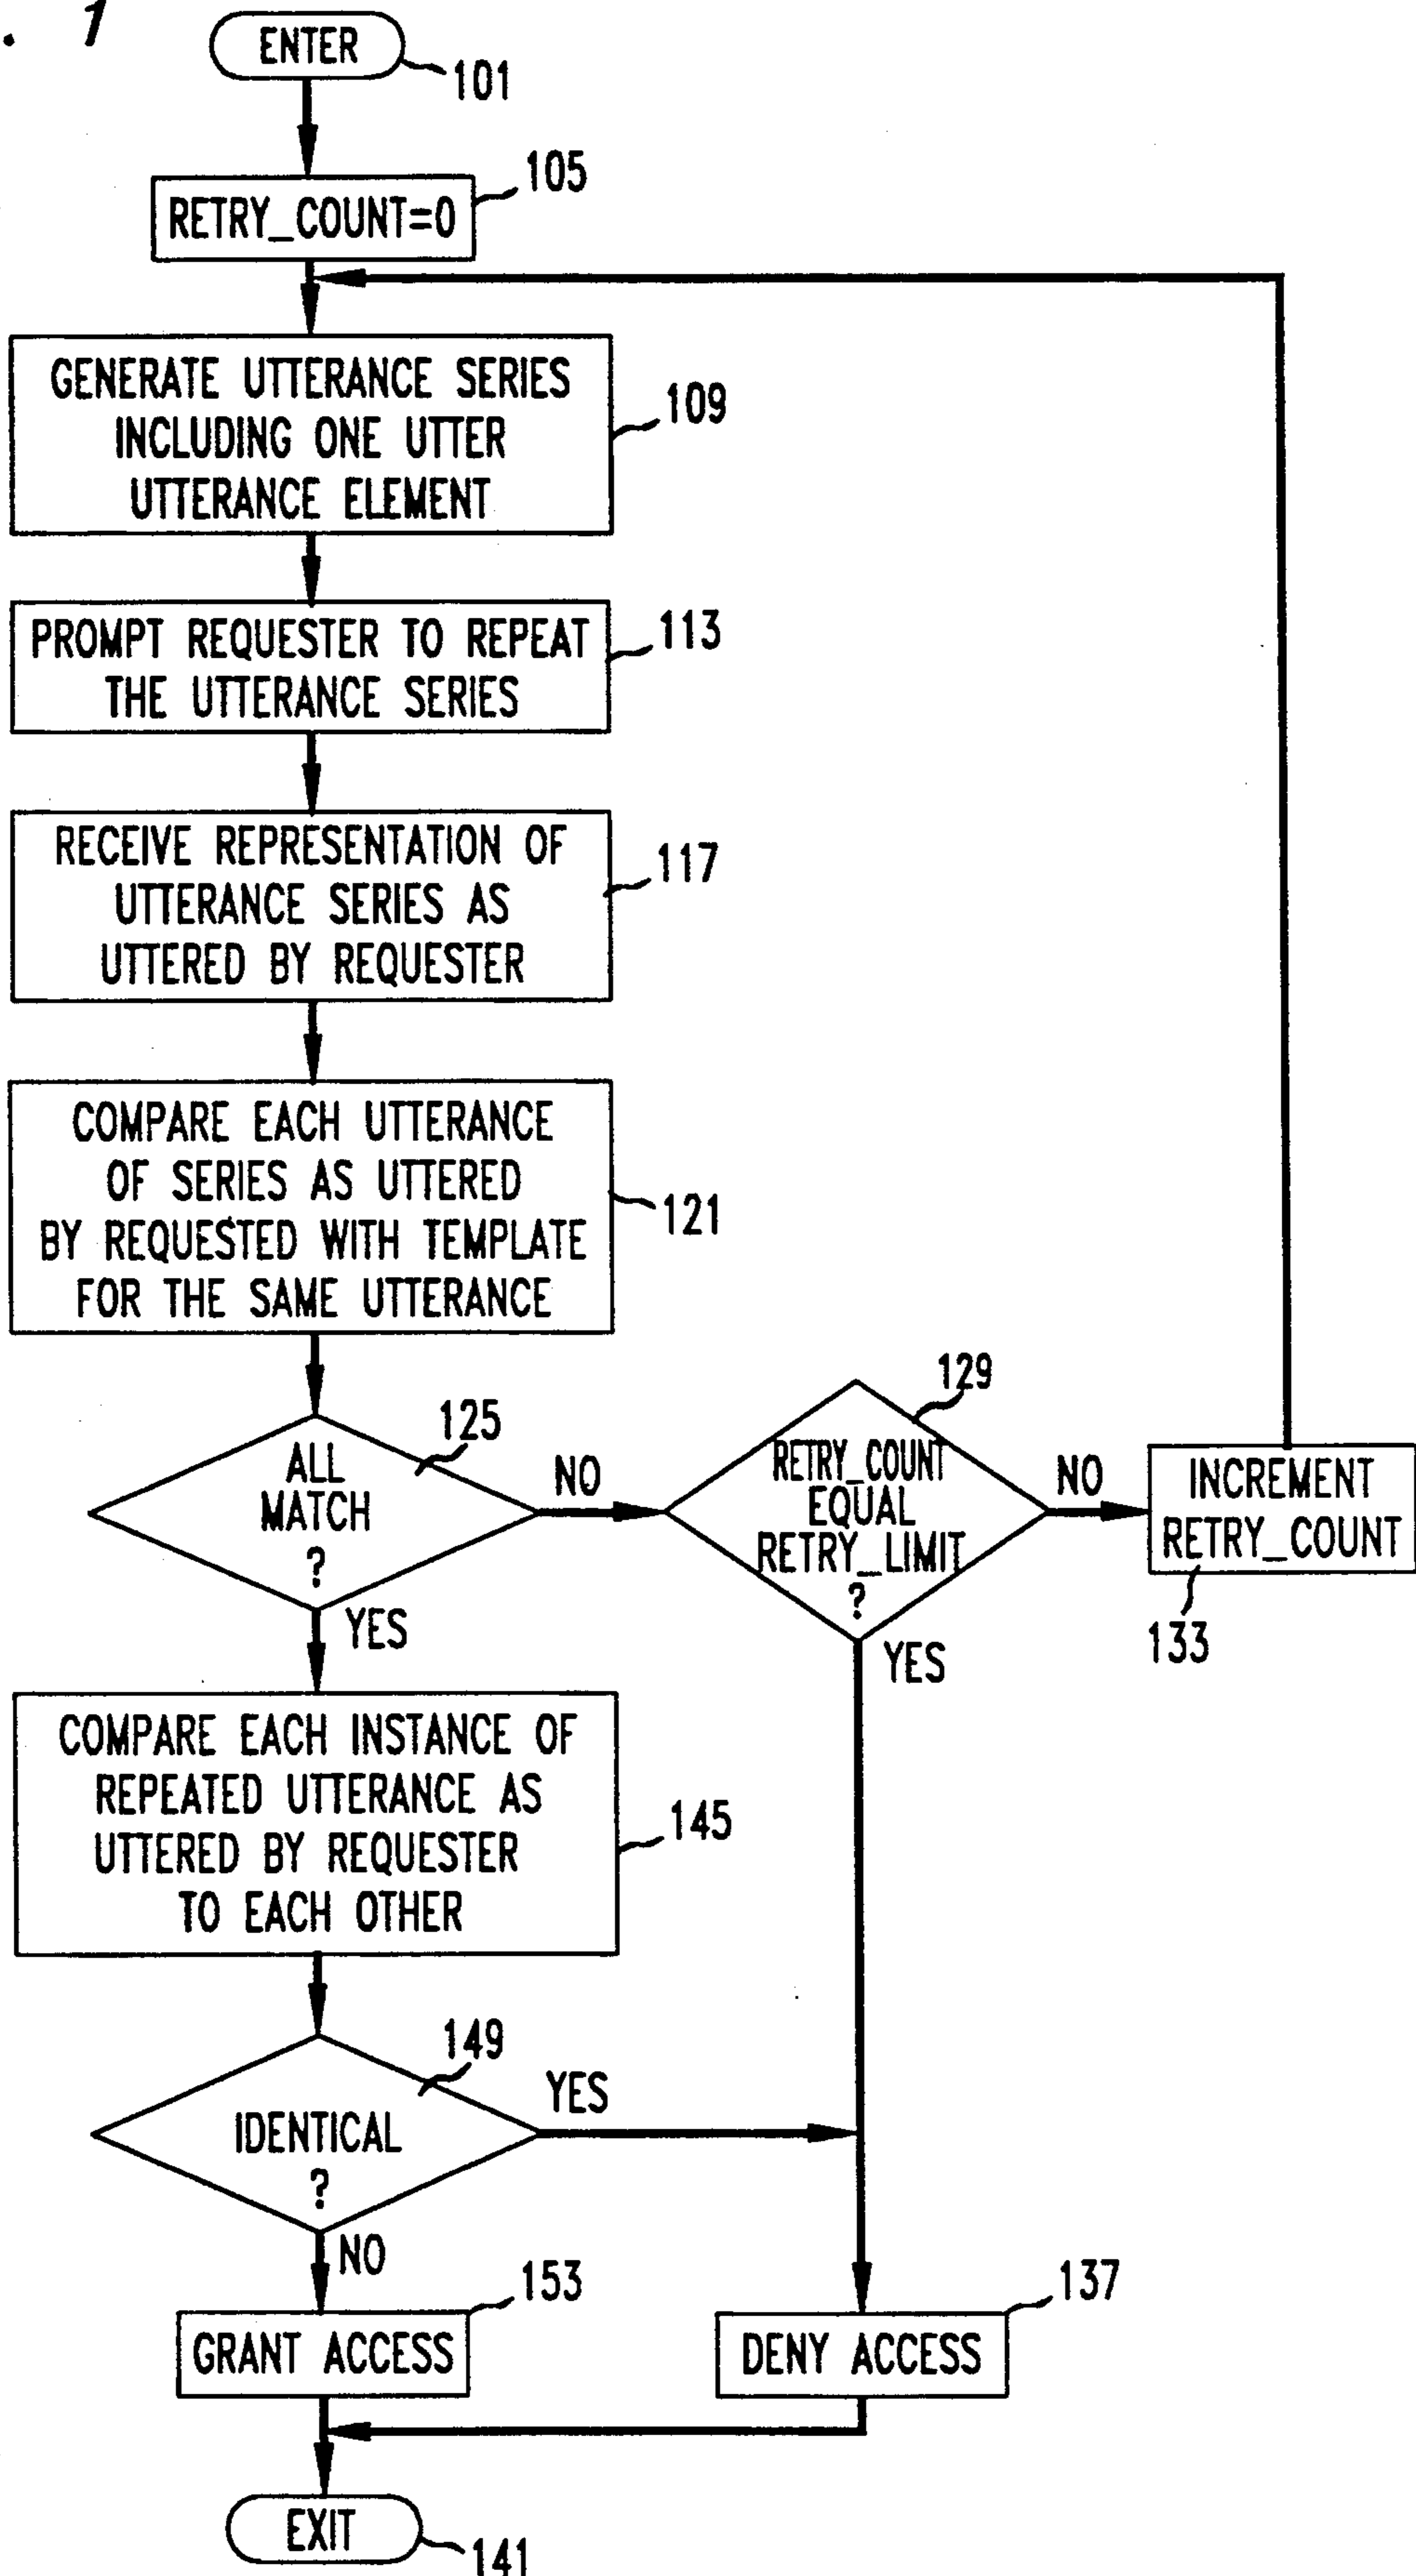 . 1
ENTER
101
105
RETRY_COUNT=0
GENERATE UTTERANCE SERIES
INCLUDING ONE UTTER
UTTERANCE ELEMENT
109
PROMPT REQUESTER TO REPEAT
THE UTTERANCE SERIES
113
RECEIVE REPRESENTATION OF
UTTERANCE SERIES AS
UTTERED BY REQUESTER
117
COMPARE EACH UTTERANCE
OF SERIES AS UTTERED
BY REQUESTED WITH TEMPLATE
FOR THE SAME UTTERANCE
121
125
ALL
MATCH
?
NO
YES
129
RETRY_COUNT
EQUAL
RETRY_LIMIT
?
NO
YES
INCREMENT
RETRY_COUNT
133
COMPARE EACH INSTANCE OF
REPEATED UTTERANCE AS
UTTERED BY REQUESTER
TO EACH OTHER
145
149
IDENTICAL
?
YES
NO
153
GRANT ACCESS
137
DENY ACCESS
EXIT
141